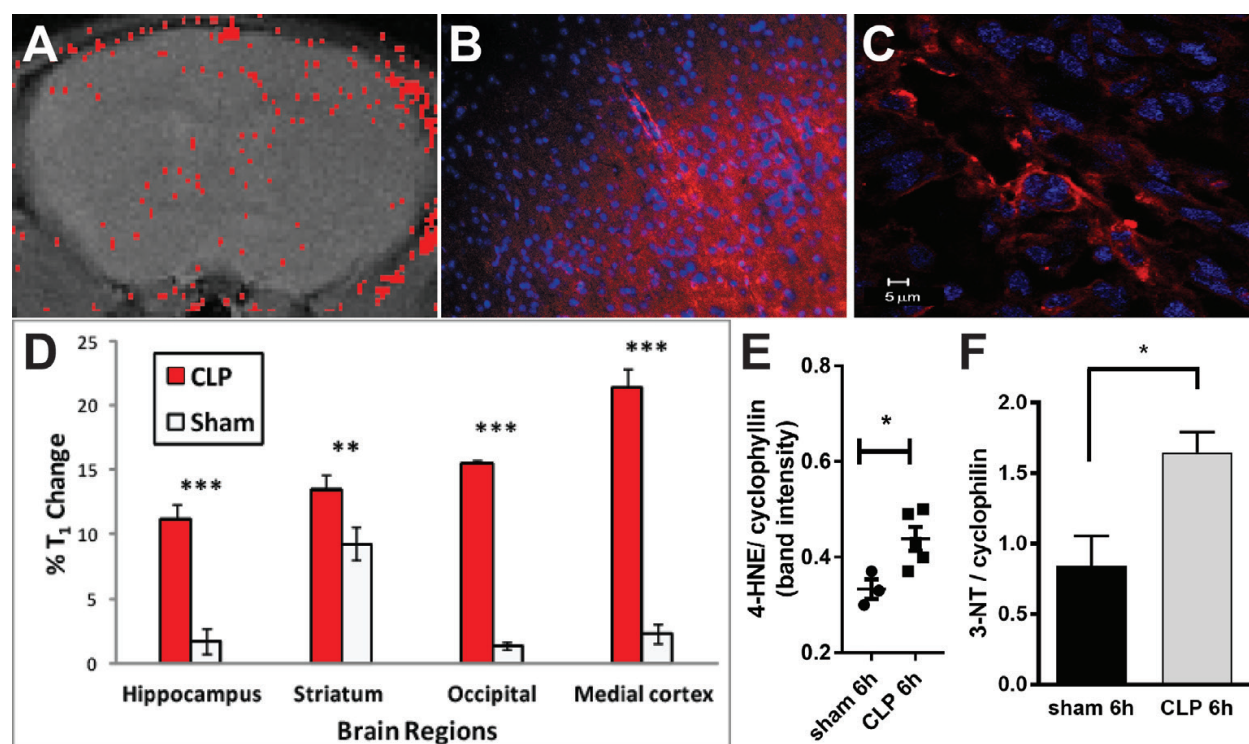 A
B
C
5 μm
D
% T1 Change
25
20
15
10
5
0
CLP
Sham
***
**
***
***
Hippocampus
Striatum
Occipital
Medial cortex
Brain Regions
E
4-HNE/ cyclophyllin
(band intensity)
0.8
0.6
0.4
0.2
*
sham 6h
CLP 6h
F
3-NT / cyclophilin
2.0
1.5
1.0
0.5
0.0
*
sham 6h
CLP 6h